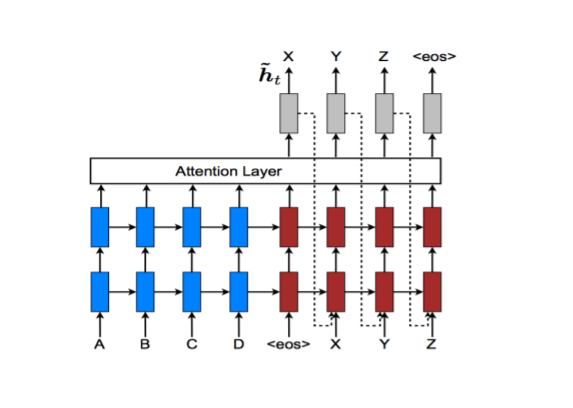 X Y Z <eos>
h̃t
Attention Layer
A B C D <eos> X Y Z